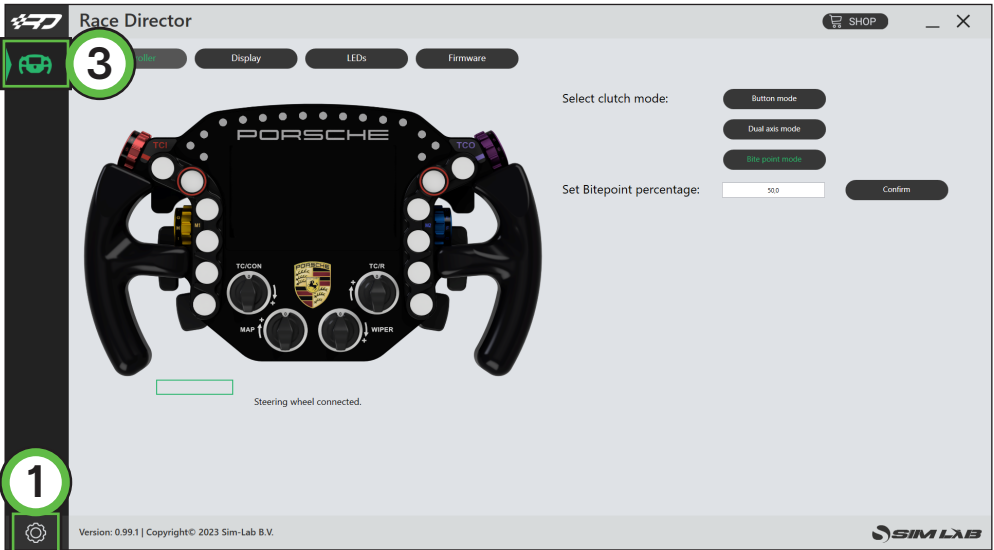 Race Director
SHOP
3
oller
Display
LEDs
Firmware
Select clutch mode:
Button mode
Dual axis mode
Bite point mode
Set Bitepoint percentage:
50.0
Confirm
PORSCHE
TCI
TCO
TC/CON
PORSCHE
TC/R
MAP
WIPER
Steering wheel connected.
1
Version: 0.99.1 | Copyright© 2023 Sim-Lab B.V.
SIM LAB